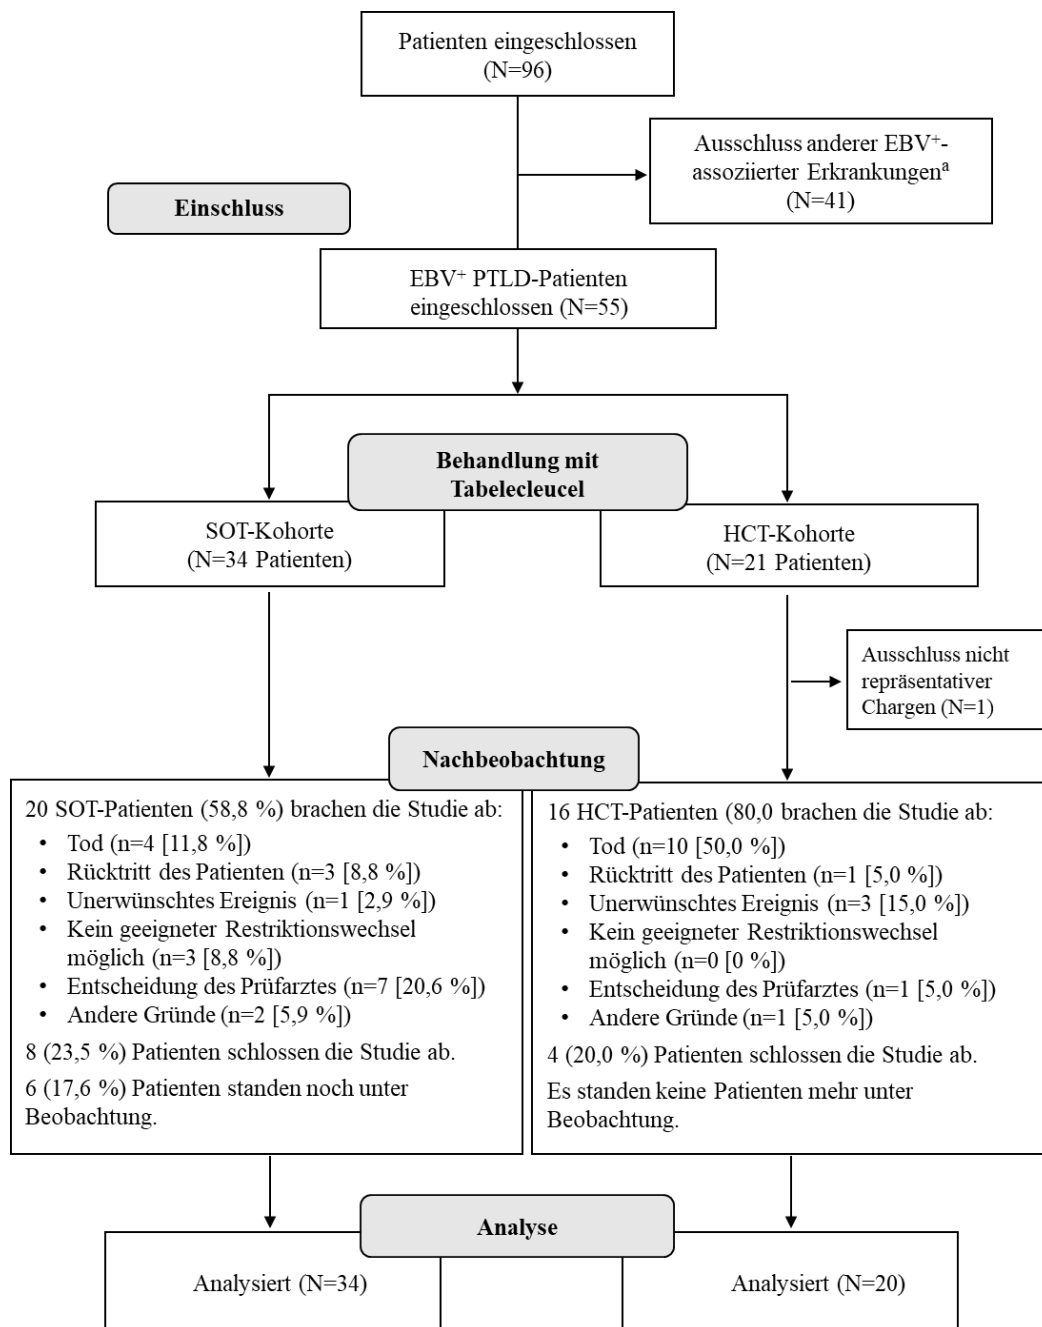 Patienten eingeschlossen
(N=96)
Ausschluss anderer EBV⁺-
assoziierter Erkrankungenᵃ
(N=41)
Einschluss
EBV⁺ PTLD-Patienten
eingeschlossen (N=55)
Behandlung mit
Tabelecleucel
SOT-Kohorte
(N=34 Patienten)
HCT-Kohorte
(N=21 Patienten)
Ausschluss nicht
repräsentativer
Chargen (N=1)
Nachbeobachtung
20 SOT-Patienten (58,8 %) brachen die Studie ab:
• Tod (n=4 [11,8 %])
• Rücktritt des Patienten (n=3 [8,8 %])
• Unerwünschtes Ereignis (n=1 [2,9 %])
• Kein geeigneter Restriktionswechsel
möglich (n=3 [8,8 %])
• Entscheidung des Prüfarztes (n=7 [20,6 %])
• Andere Gründe (n=2 [5,9 %])
8 (23,5 %) Patienten schlossen die Studie ab.
6 (17,6 %) Patienten standen noch unter
Beobachtung.
16 HCT-Patienten (80,0 brachen die Studie ab:
• Tod (n=10 [50,0 %])
• Rücktritt des Patienten (n=1 [5,0 %])
• Unerwünschtes Ereignis (n=3 [15,0 %])
• Kein geeigneter Restriktionswechsel
möglich (n=0 [0 %])
• Entscheidung des Prüfarztes (n=1 [5,0 %])
• Andere Gründe (n=1 [5,0 %])
4 (20,0 %) Patienten schlossen die Studie ab.
Es standen keine Patienten mehr unter
Beobachtung.
Analyse
Analysiert (N=34)
Analysiert (N=20)